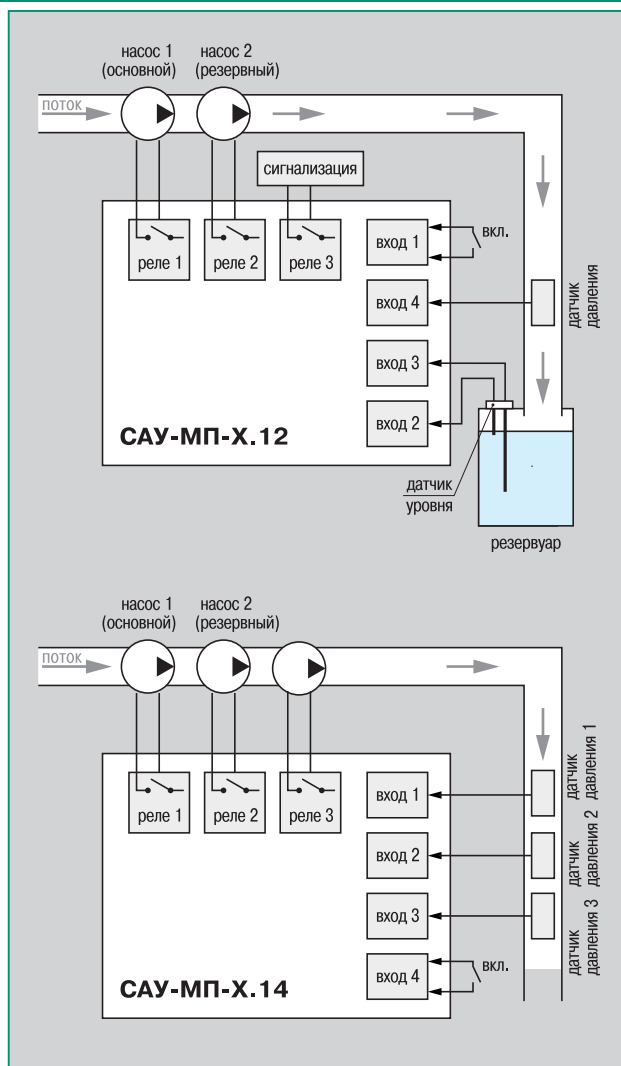 насос 1
(основной)
насос 2
(резервный)
поток
сигнализация
реле 1
реле 2
реле 3
вход 1
вкл.
вход 4
датчик
давления
вход 3
вход 2
САУ-МП-Х.12
датчик
уровня
резервуар
насос 1
(основной)
насос 2
(резервный)
поток
реле 1
реле 2
реле 3
вход 1
датчик
давления 1
вход 2
датчик
давления 2
вход 3
датчик
давления 3
вход 4
вкл.
САУ-МП-Х.14